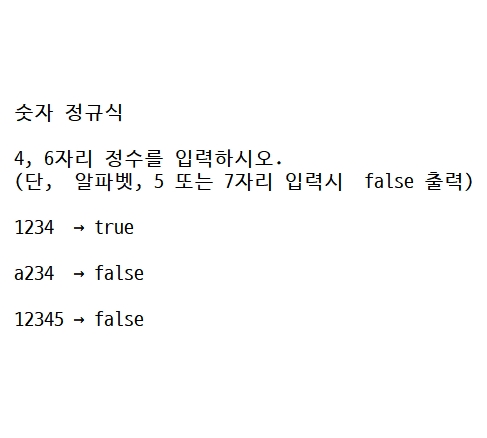 숫자 정규식
4, 6자리 정수를 입력하시오.
(단, 알파벳, 5 또는 7자리 입력시 false 출력)
1234 → true
a234 → false
12345 → false